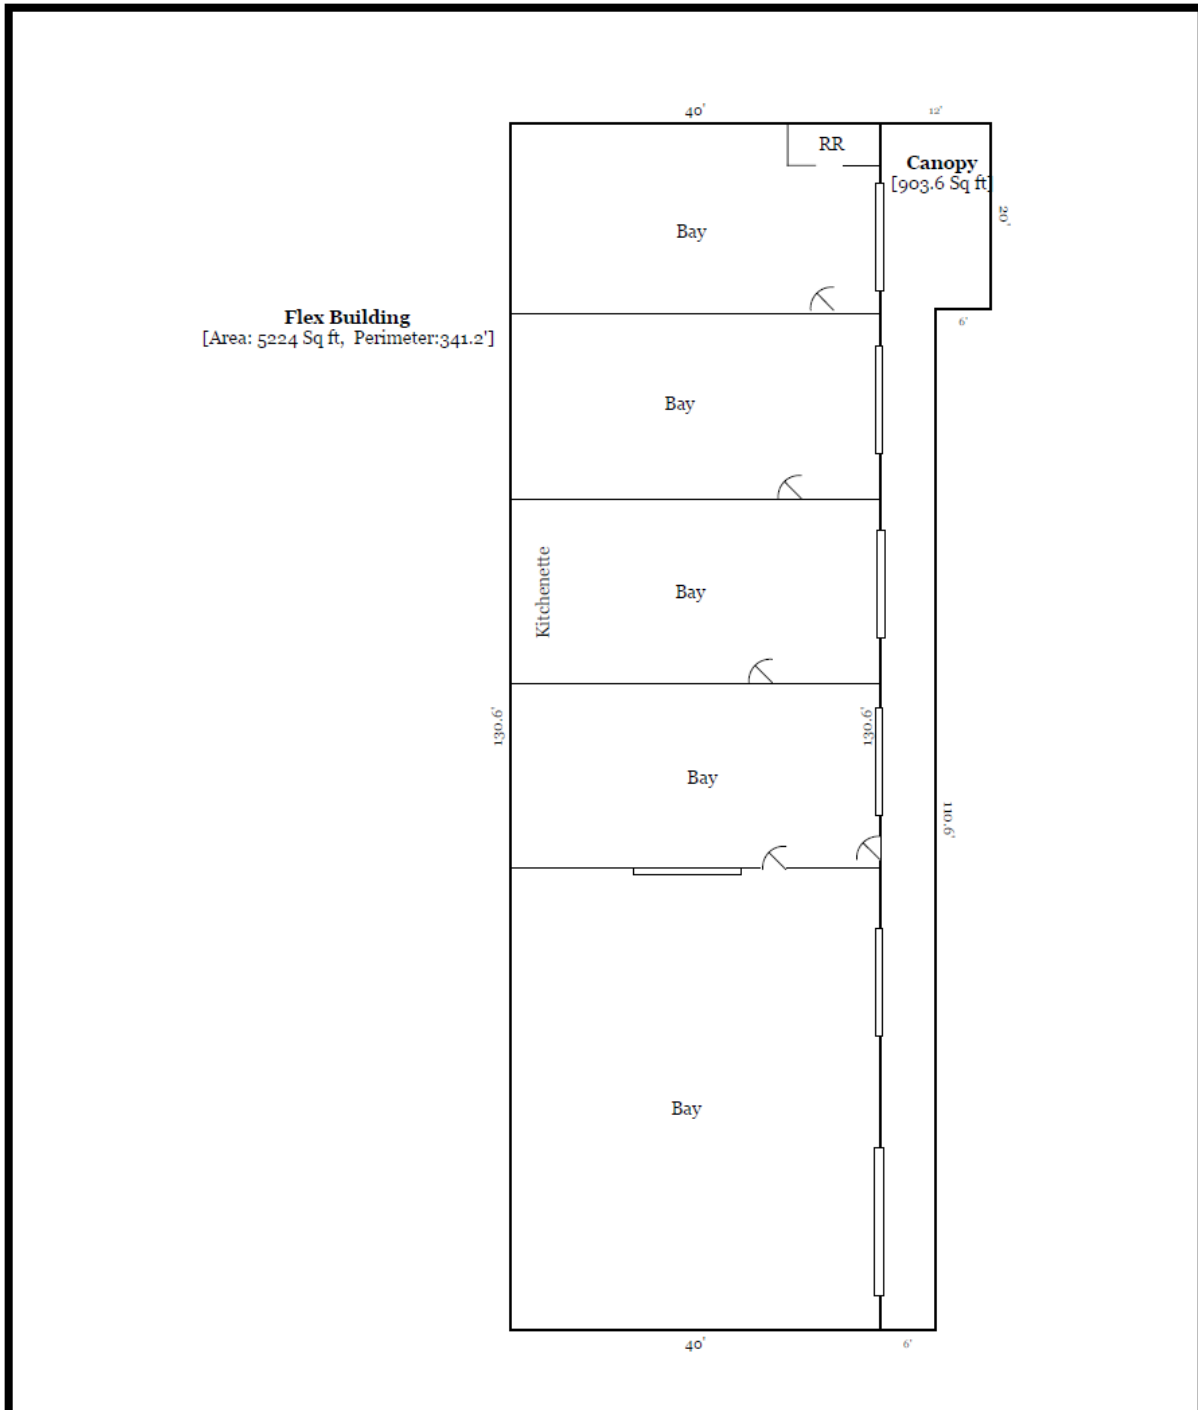 40'
12'
RR
Canopy
[903.6 Sq ft]
20'
Bay
Flex Building
[Area: 5224 Sq ft,  Perimeter:341.2']
6'
Bay
Kitchenette
Bay
130.6'
130.6'
Bay
110.6'
Bay
40'
6'